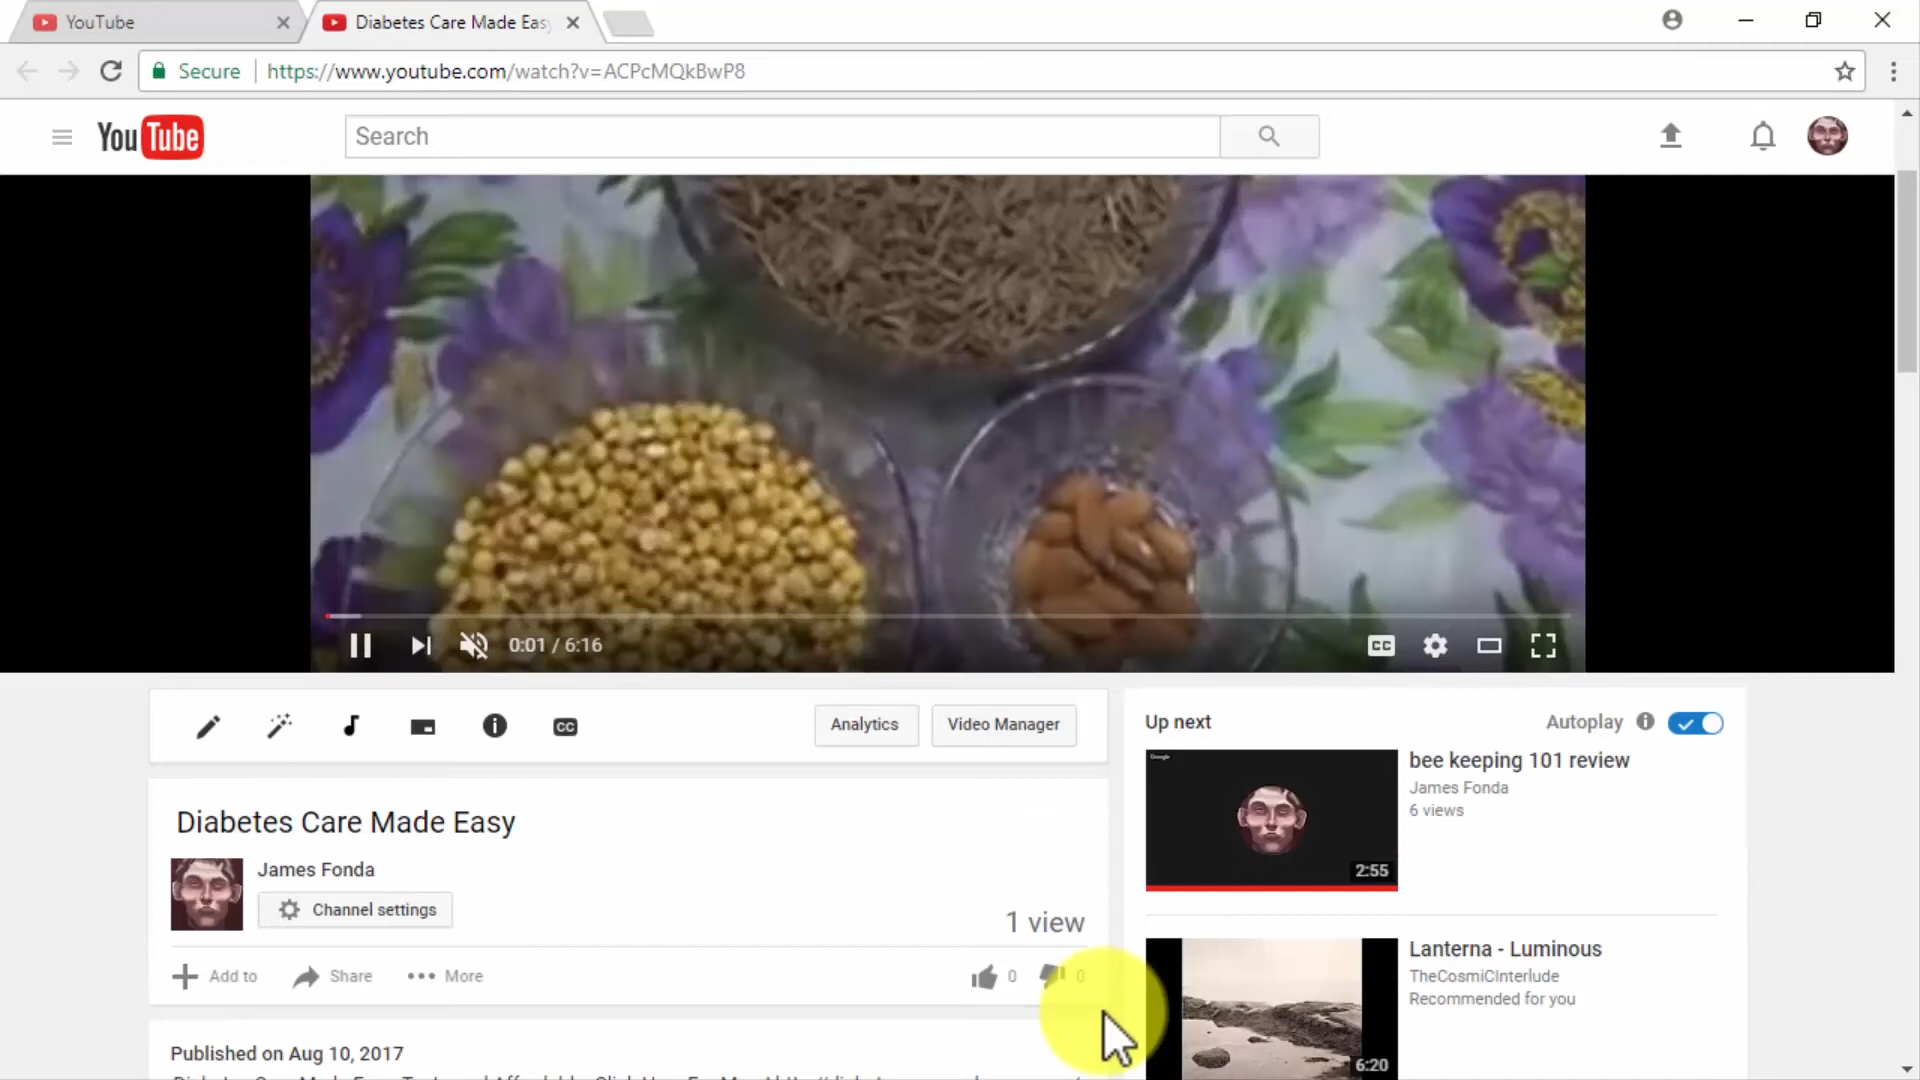 YouTube
Diabetes Care Made Eas
Secure
https://www.youtube.com/watch?v=ACPcMQkBwP8
YouTube
Search
0:01 / 6:16
CC
CC
Analytics
Video Manager
Up next
Autoplay
Diabetes Care Made Easy
James Fonda
Channel settings
1 view
Add to
Share
More
0
0
Published on Aug 10, 2017
Google
2:55
bee keeping 101 review
James Fonda
6 views
6:20
Lanterna - Luminous
TheCosmiCInterlude
Recommended for you